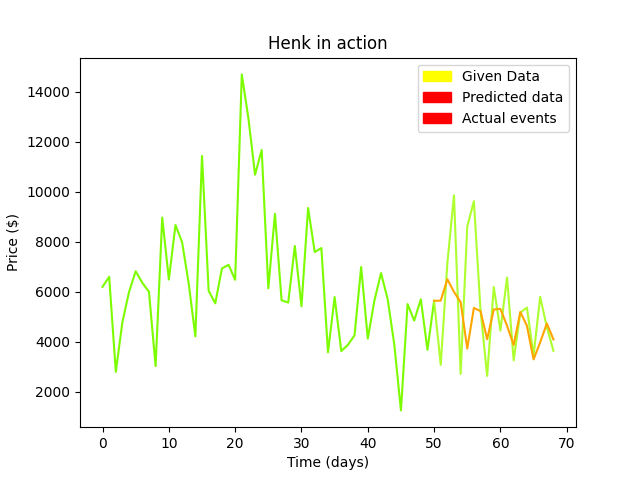 Henk in action
Given Data
Predicted data
Actual events
Price ($)
14000
12000
10000
8000
6000
4000
2000
0 10 20 30 40 50 60 70
Time (days)